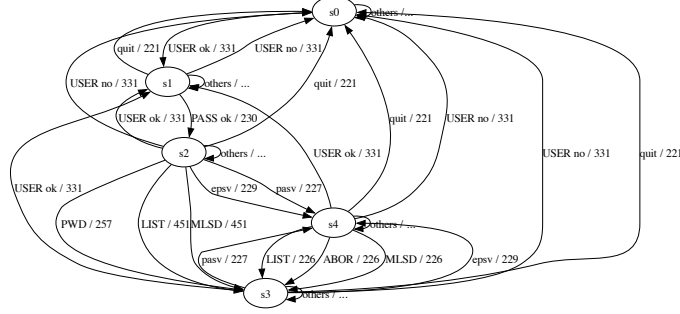 s0
others / ...
quit / 221
USER ok / 331
USER no / 331
s1
others / ...
USER no / 331
quit / 221
USER ok / 331
PASS ok / 230
quit / 221
USER no / 331
s2
others / ...
USER ok / 331
USER no / 331
quit / 221
USER ok / 331
epsv / 229
pasv / 227
PWD / 257
LIST / 451
MLSD / 451
s4
others / ...
pasv / 227
LIST / 226
ABOR / 226
MLSD / 226
epsv / 229
s3
others / ...